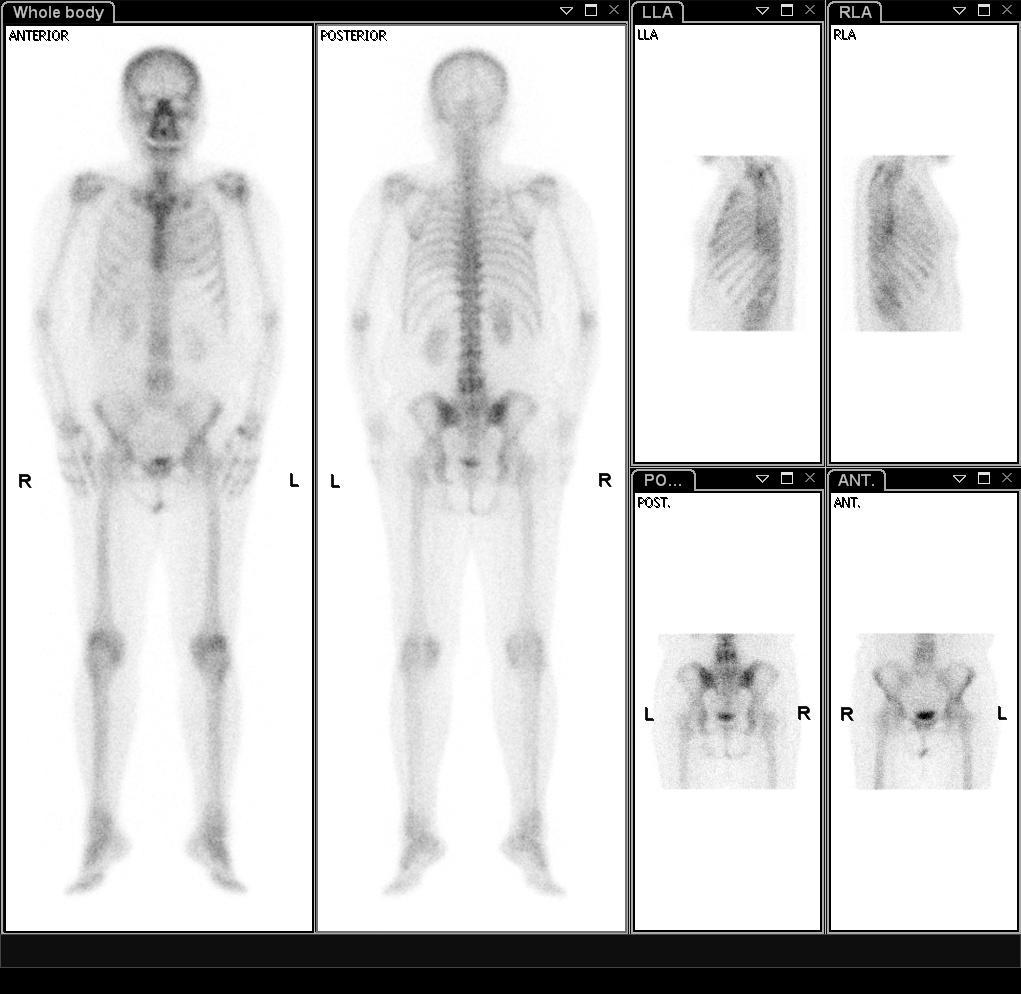 Whole body
ANTERIOR
POSTERIOR
R
L
L
R
LLA
LLA
RLA
RLA
PO...
POST.
L
R
ANT.
ANT.
R
L